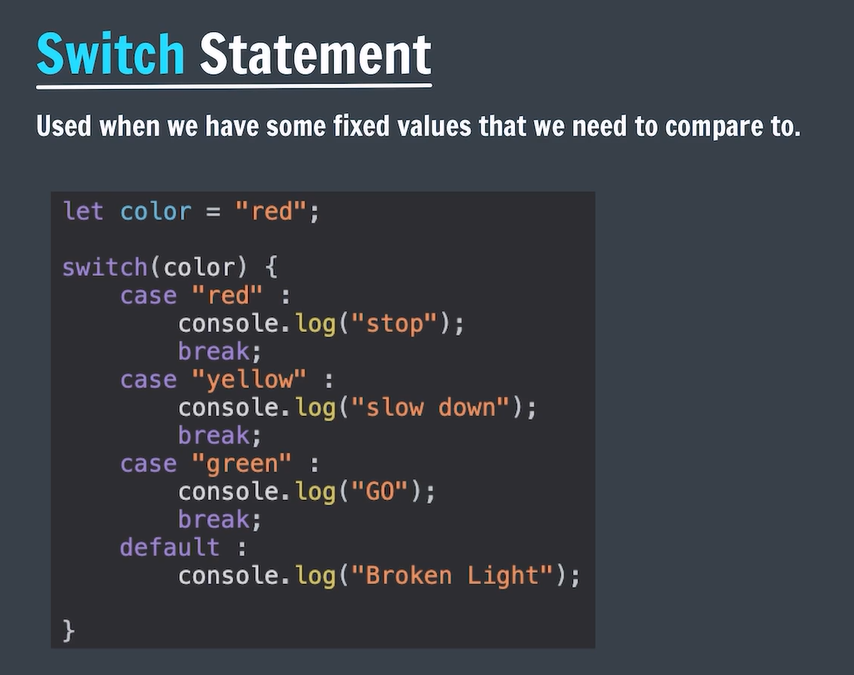 Switch Statement
Used when we have some fixed values that we need to compare to.
let color = "red";
switch(color) {
    case "red" :
        console.log("stop");
        break;
    case "yellow" :
        console.log("slow down");
        break;
    case "green" :
        console.log("GO");
        break;
    default :
        console.log("Broken Light");
}